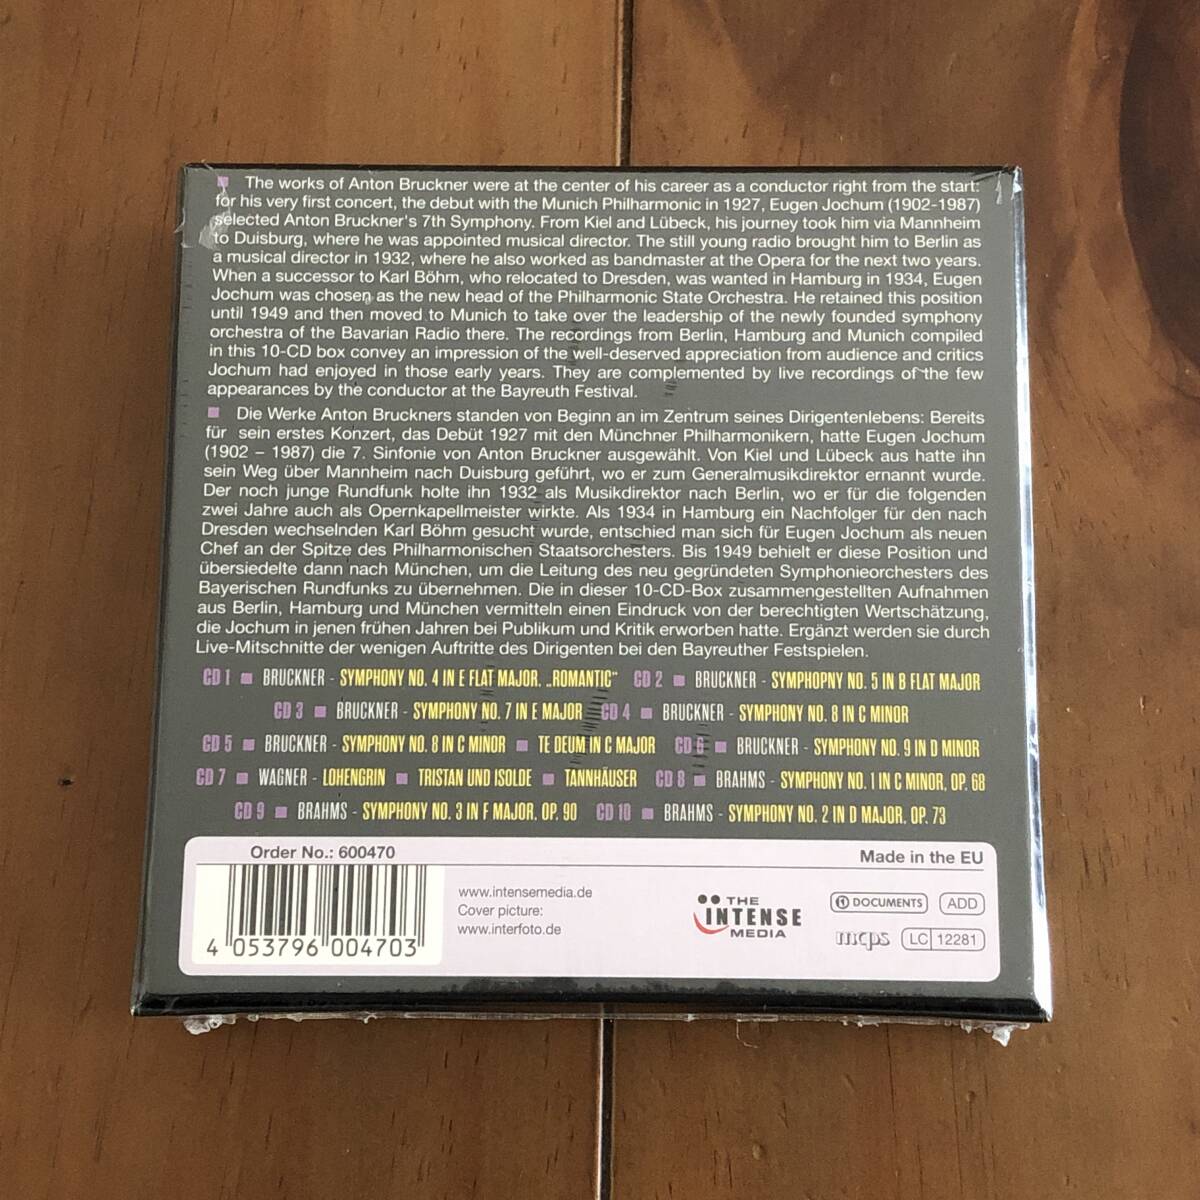 The works of Anton Bruckner were at the center of his career as a conductor right from the start:
for his very first concert, the debut with the Munich Philharmonic in 1927, Eugen Jochum (1902-1987)
selected Anton Bruckner's 7th Symphony. From Kiel and Lübeck, his journey took him via Mannheim
to Duisburg, where he was appointed musical director. The still young radio brought him to Berlin as
a musical director in 1932, where he also worked as bandmaster at the Opera for the next two years.
When a successor to Karl Böhm, who relocated to Dresden, was wanted in Hamburg in 1934, Eugen
Jochum was chosen as the new head of the Philharmonic State Orchestra. He retained this position
until 1949 and then moved to Munich to take over the leadership of the newly founded symphony
orchestra of the Bavarian Radio there. The recordings from Berlin, Hamburg and Munich compiled
in this 10-CD box convey an impression of the well-deserved appreciation from audience and critics
Jochum had enjoyed in those early years. They are complemented by live recordings of the few
appearances by the conductor at the Bayreuth Festival.
Die Werke Anton Bruckners standen von Beginn an im Zentrum seines Dirigentenlebens: Bereits
für sein erstes Konzert, das Debüt 1927 mit den Münchner Philharmonikern, hatte Eugen Jochum
(1902 – 1987) die 7. Sinfonie von Anton Bruckner ausgewählt. Von Kiel und Lübeck aus hatte ihn
sein Weg über Mannheim nach Duisburg geführt, wo er zum Generalmusikdirektor ernannt wurde.
Der noch junge Rundfunk holte ihn 1932 als Musikdirektor nach Berlin, wo er für die folgenden
zwei Jahre auch als Opernkapellmeister wirkte. Als 1934 in Hamburg ein Nachfolger für den nach
Dresden wechselnden Karl Böhm gesucht wurde, entschied man sich für Eugen Jochum als neuen
Chef an der Spitze des Philharmonischen Staatsorchesters. Bis 1949 behielt er diese Position und
übersiedelte dann nach München, um die Leitung des neu gegründeten Symphonieorchesters des
Bayerischen Rundfunks zu übernehmen. Die in dieser 10-CD-Box zusammengestellten Aufnahmen
aus Berlin, Hamburg und München vermitteln einen Eindruck von der berechtigten Wertschätzung,
die Jochum in jenen frühen Jahren bei Publikum und Kritik erworben hatte. Ergänzt werden sie durch
Live-Mitschnitte der wenigen Auftritte des Dirigenten bei den Bayreuther Festspielen.
CD 1 ■ BRUCKNER - SYMPHONY NO. 4 IN E FLAT MAJOR. „ROMANTIC“ CD 2 ■ BRUCKNER - SYMPHOPNY NO. 5 IN B FLAT MAJOR
CD 3 ■ BRUCKNER - SYMPHONY NO. 7 IN E MAJOR CD 4 ■ BRUCKNER - SYMPHONY NO. 8 IN C MINOR
CD 5 ■ BRUCKNER - SYMPHONY NO. 8 IN C MINOR ■ TE DEUM IN C MAJOR CD 6 ■ BRUCKNER - SYMPHONY NO. 9 IN D MINOR
CD 7 ■ WAGNER - LOHENGRIN ■ TRISTAN UND ISOLDE ■ TANNHÄUSER CD 8 ■ BRAHMS - SYMPHONY NO. 1 IN C MINOR, OP. 68
CD 9 ■ BRAHMS - SYMPHONY NO. 3 IN F MAJOR. OP. 90 CD 10 ■ BRAHMS - SYMPHONY NO. 2 IN D MAJOR. OP. 73
Order No.: 600470
Made in the EU
4 053796 004703
www.intensemedia.de
Cover picture:
www.interfoto.de
THE
INTENSE
MEDIA
DOCUMENTS
ADD
mcps
LC 12281